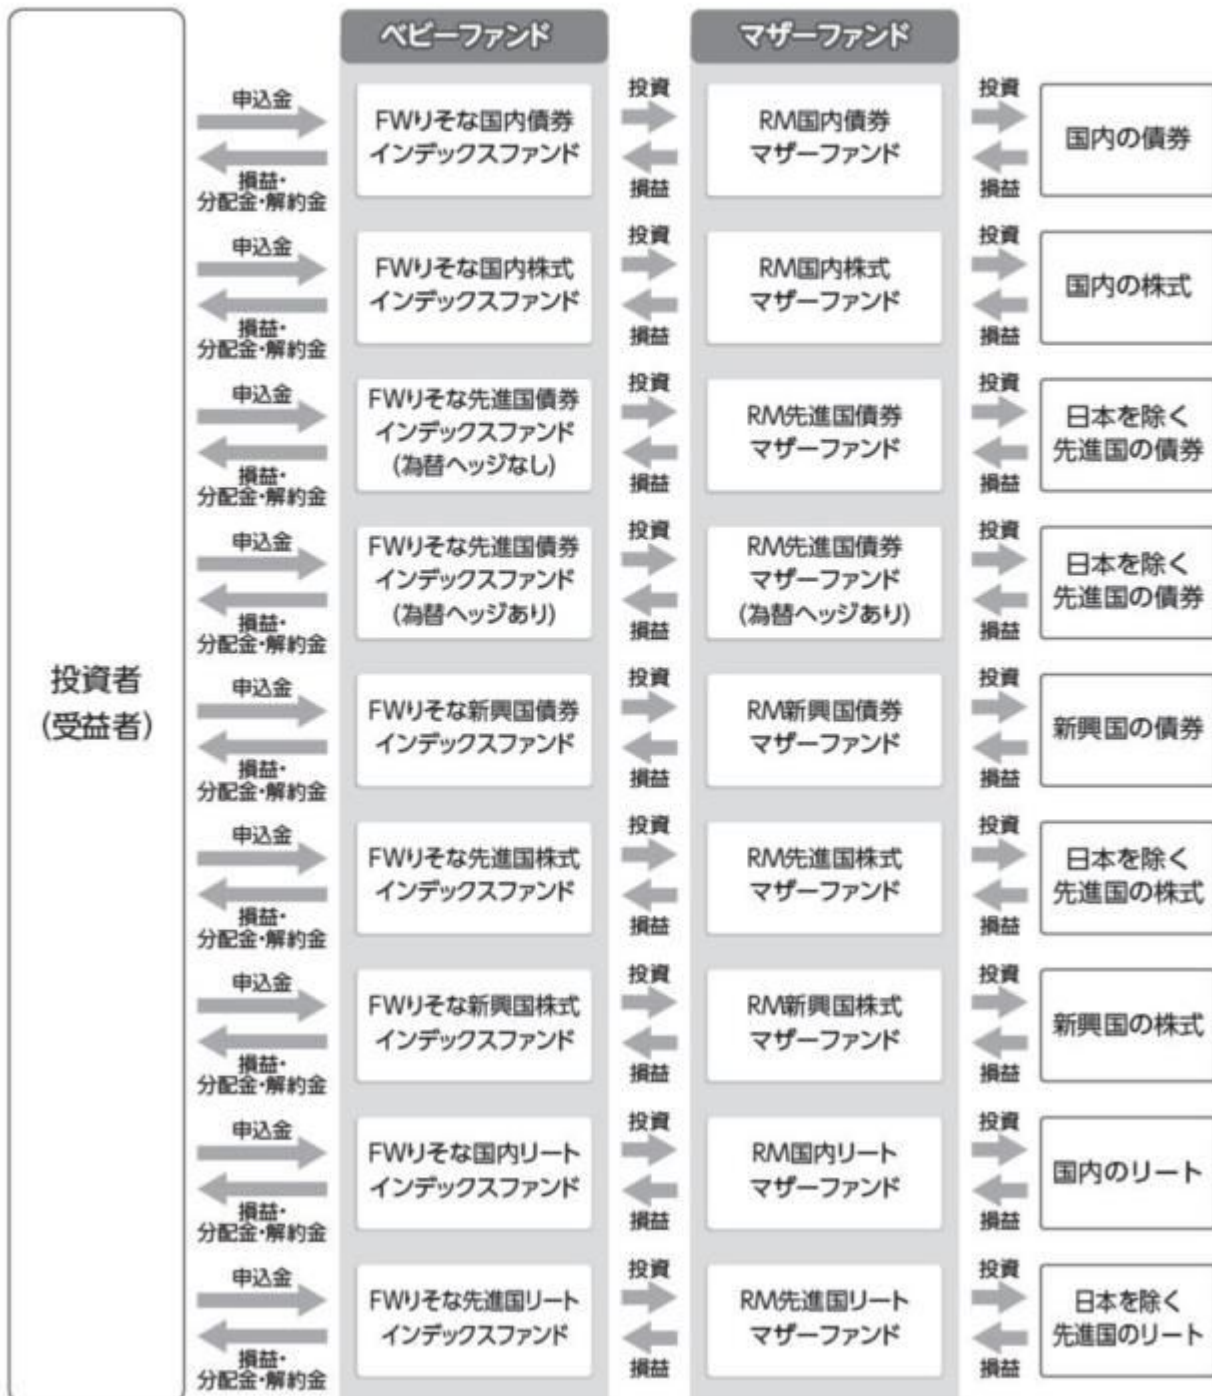 ベビーファンド
マザーファンド
投資者
(受益者)
申込金
損益・
分配金・解約金
FWりそな国内債券
インデックスファンド
投資
損益
RM国内債券
マザーファンド
投資
損益
国内の債券
申込金
損益・
分配金・解約金
FWりそな国内株式
インデックスファンド
投資
損益
RM国内株式
マザーファンド
投資
損益
国内の株式
申込金
損益・
分配金・解約金
FWりそな先進国債券
インデックスファンド
(為替ヘッジなし)
投資
損益
RM先進国債券
マザーファンド
投資
損益
日本を除く
先進国の債券
申込金
損益・
分配金・解約金
FWりそな先進国債券
インデックスファンド
(為替ヘッジあり)
投資
損益
RM先進国債券
マザーファンド
(為替ヘッジあり)
投資
損益
日本を除く
先進国の債券
申込金
損益・
分配金・解約金
FWりそな新興国債券
インデックスファンド
投資
損益
RM新興国債券
マザーファンド
投資
損益
新興国の債券
申込金
損益・
分配金・解約金
FWりそな先進国株式
インデックスファンド
投資
損益
RM先進国株式
マザーファンド
投資
損益
日本を除く
先進国の株式
申込金
損益・
分配金・解約金
FWりそな新興国株式
インデックスファンド
投資
損益
RM新興国株式
マザーファンド
投資
損益
新興国の株式
申込金
損益・
分配金・解約金
FWりそな国内リート
インデックスファンド
投資
損益
RM国内リート
マザーファンド
投資
損益
国内のリート
申込金
損益・
分配金・解約金
FWりそな先進国リート
インデックスファンド
投資
損益
RM先進国リート
マザーファンド
投資
損益
日本を除く
先進国のリート